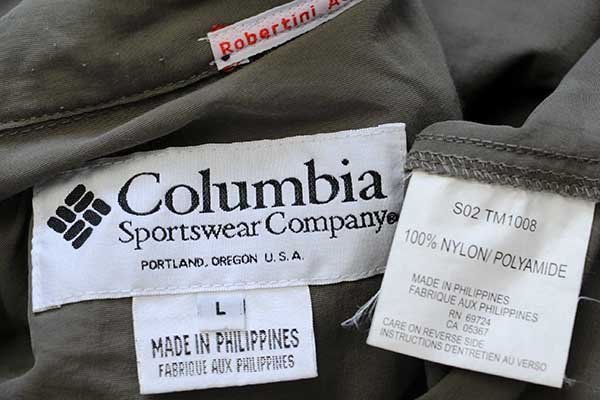 Robertini
Columbia
Sportswear Company®
PORTLAND, OREGON U.S.A.
L
MADE IN PHILIPPINES
FABRIQUE AUX PHILIPPINES
S02 TM1008
100% NYLON/ POLYAMIDE
MADE IN PHILIPPINES
FABRIQUE AUX PHILIPPINES
RN 69724
CA 05367
CARE ON REVERSE SIDE
INSTRUCTIONS D'ENTRETIEN AU VERSO